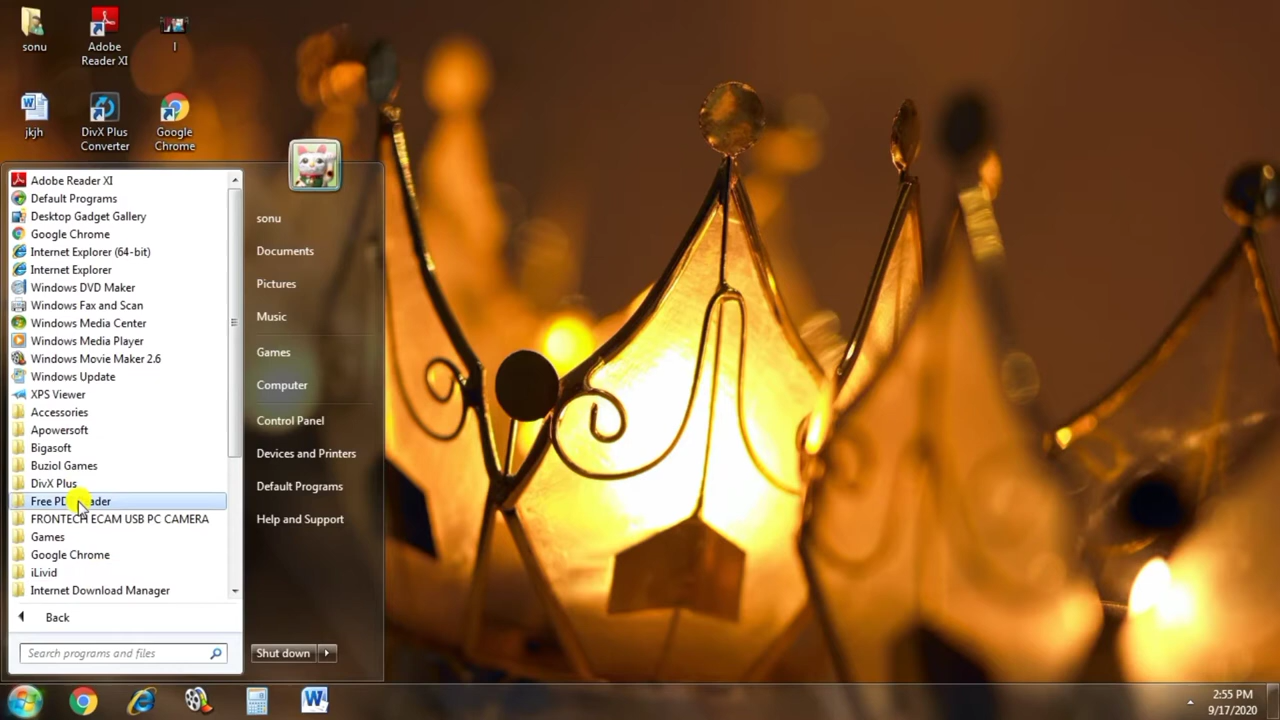 sonu
Adobe
Reader XI
I
jkjh
DivX Plus
Converter
Google
Chrome
Adobe Reader XI
Default Programs
Desktop Gadget Gallery
Google Chrome
Internet Explorer (64-bit)
Internet Explorer
Windows DVD Maker
Windows Fax and Scan
Windows Media Center
Windows Media Player
Windows Movie Maker 2.6
Windows Update
XPS Viewer
Accessories
Apowersoft
Bigasoft
Buziol Games
DivX Plus
Free
FRONTECH ECAM USB PC CAMERA
Games
Google Chrome
iLivid
Internet Download Manager
Back
Search programs and files
sonu
Documents
Pictures
Music
Games
Computer
Control Panel
Devices and Printers
Default Programs
Help and Support
Shut down
2:55 PM
9/17/2020